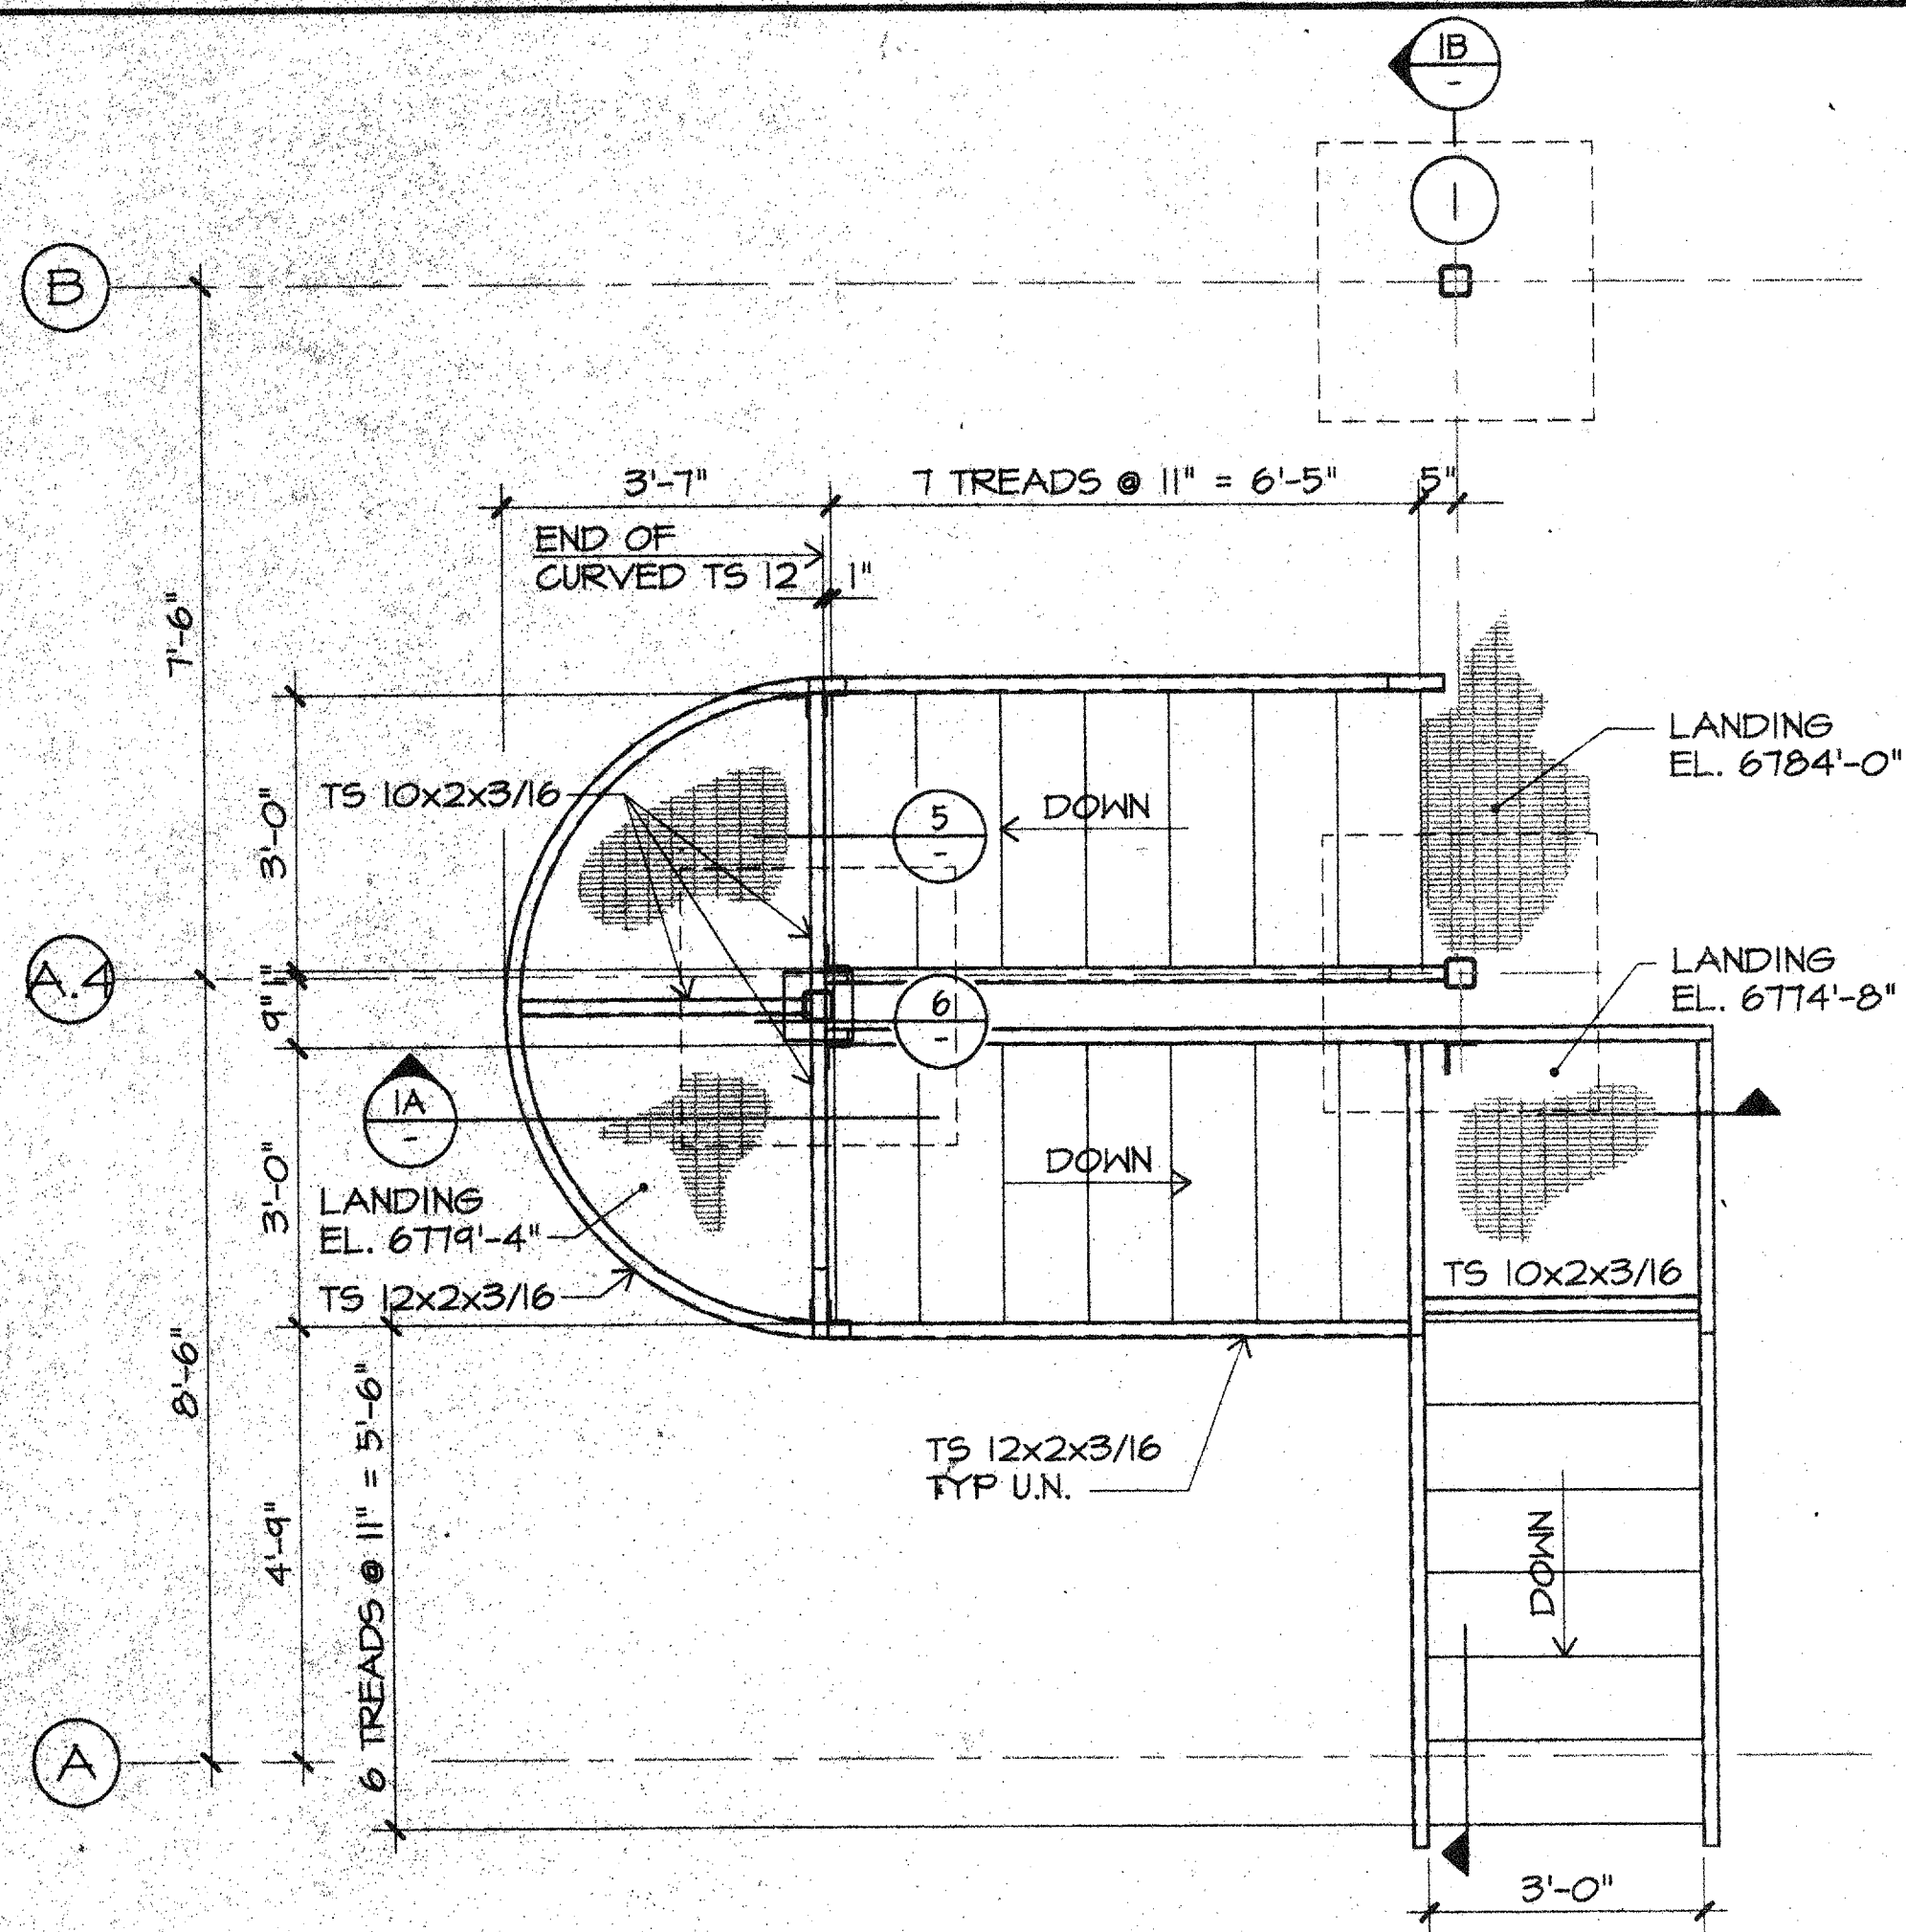 1B
-
1
B
3'-7"
7 TREADS @ 11" = 6'-5"
5"
END OF
CURVED TS 12
1"
7'-6"
LANDING
EL. 6784'-0"
TS 10x2x3/16
3'-0"
5
-
DOWN
A.4
1"
9"
6
-
LANDING
EL. 6774'-8"
1A
-
DOWN
3'-0"
LANDING
EL. 6779'-4"
TS 12x2x3/16
TS 10x2x3/16
8'-6"
6 TREADS @ 11" = 5'-6"
TS 12x2x3/16
TYP U.N.
4'-9"
DOWN
A
3'-0"